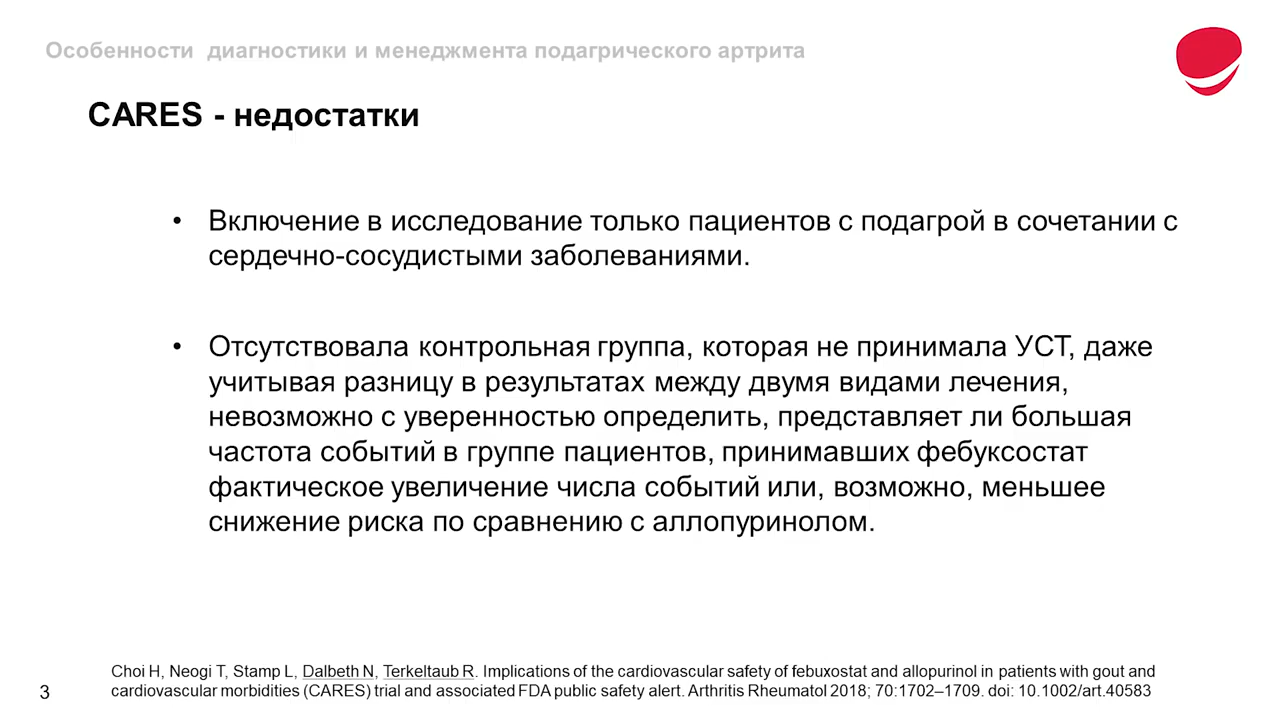 Особенности  диагностики и менеджмента подагрического артрита
CARES - недостатки
• Включение в исследование только пациентов с подагрой в сочетании с
сердечно-сосудистыми заболеваниями.
• Отсутствовала контрольная группа, которая не принимала УСТ, даже
учитывая разницу в результатах между двумя видами лечения,
невозможно с уверенностью определить, представляет ли большая
частота событий в группе пациентов, принимавших фебуксостат
фактическое увеличение числа событий или, возможно, меньшее
снижение риска по сравнению с аллопуринолом.
Choi H, Neogi T, Stamp L, Dalbeth N, Terkeltaub R. Implications of the cardiovascular safety of febuxostat and allopurinol in patients with gout and
cardiovascular morbidities (CARES) trial and associated FDA public safety alert. Arthritis Rheumatol 2018; 70:1702–1709. doi: 10.1002/art.40583
3